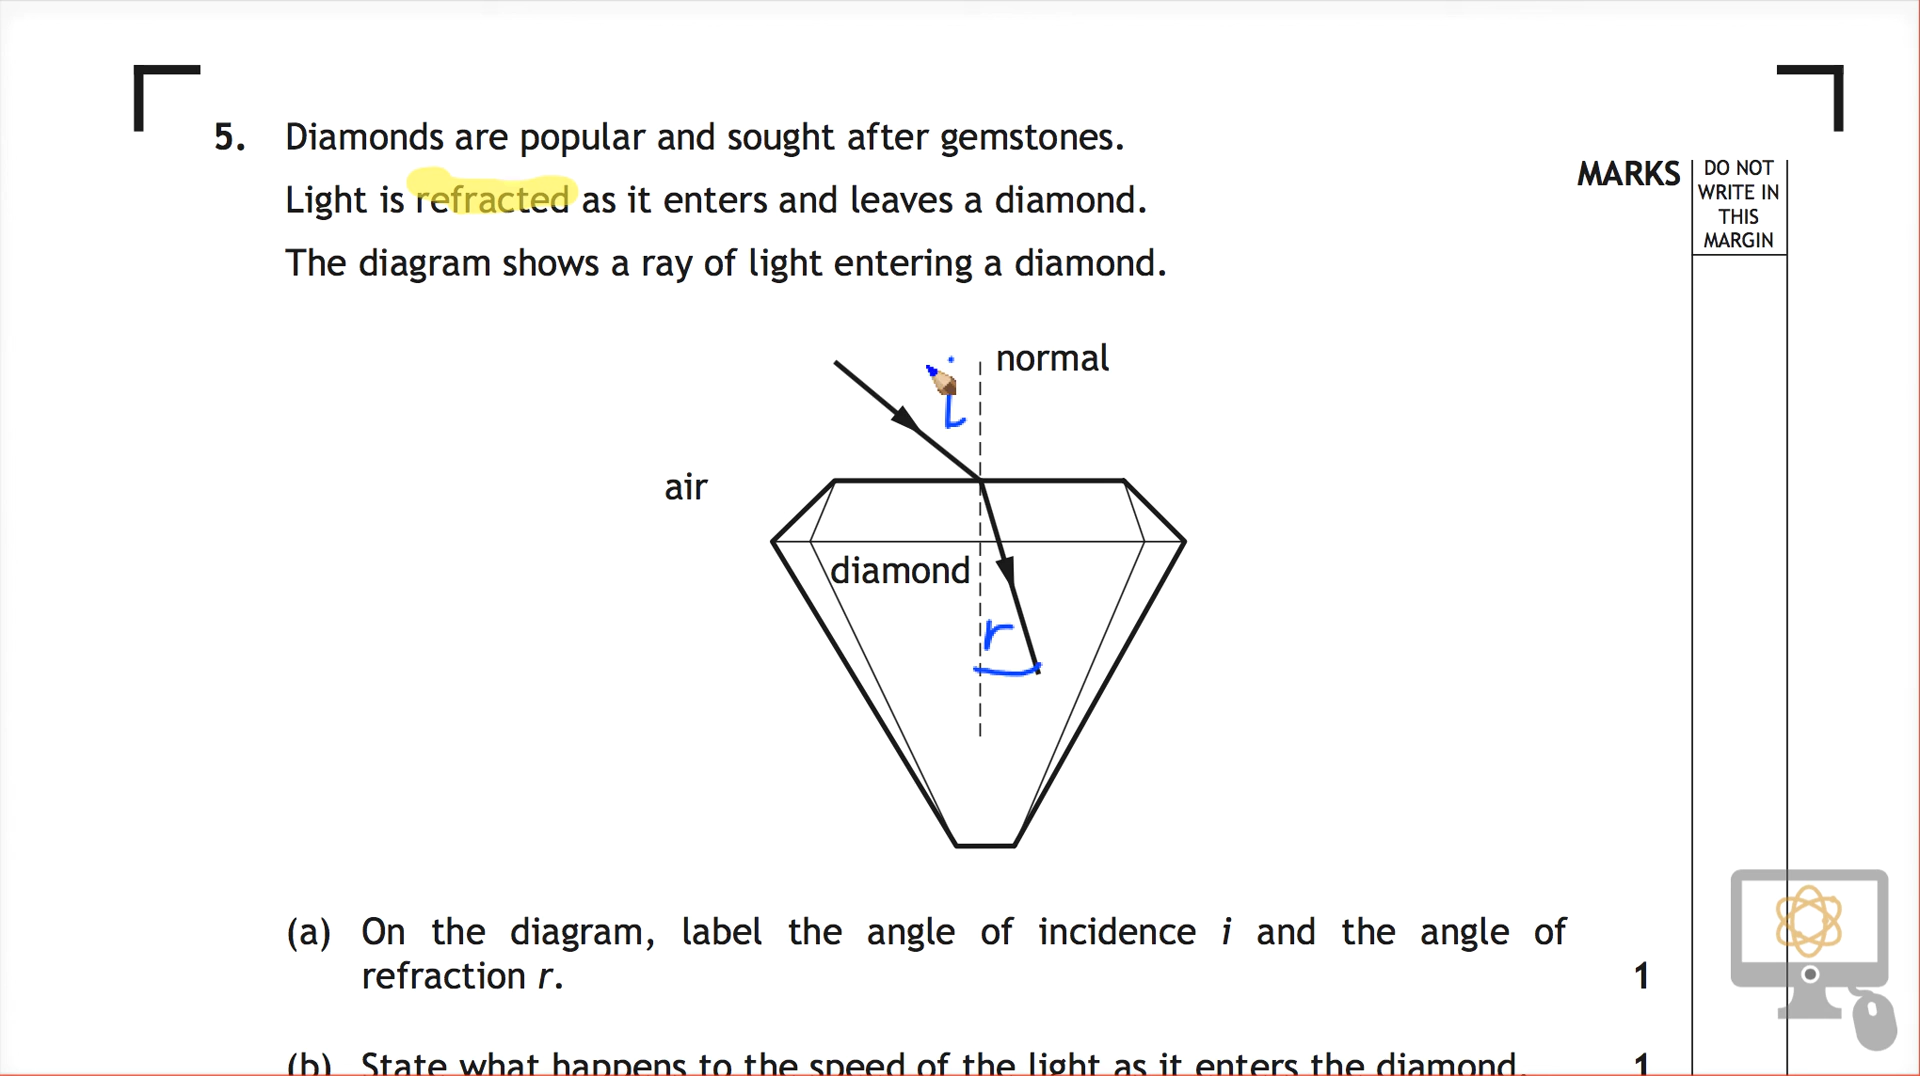 5. Diamonds are popular and sought after gemstones.
Light is refracted as it enters and leaves a diamond.
The diagram shows a ray of light entering a diamond.
MARKS
DO NOT
WRITE IN
THIS
MARGIN
normal
i
air
diamond
r
(a) On the diagram, label the angle of incidence i and the angle of
refraction r. 1
(b) State what happens to the speed of the light as it enters the diamond. 1